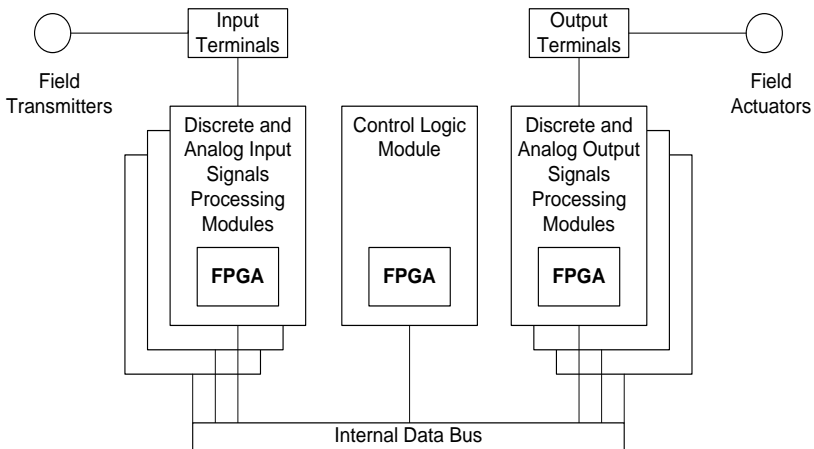 Input
Terminals
Output
Terminals
Field
Transmitters
Field
Actuators
Discrete and
Analog Input
Signals
Processing
Modules
FPGA
Control Logic
Module
FPGA
Discrete and
Analog Output
Signals
Processing
Modules
FPGA
Internal Data Bus